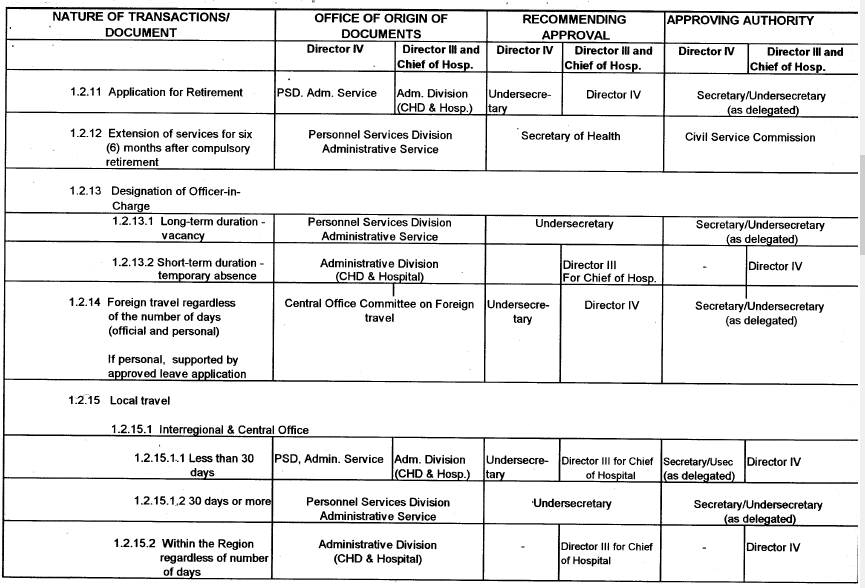 NATURE OF TRANSACTIONS/
DOCUMENT
OFFICE OF ORIGIN OF
DOCUMENTS
RECOMMENDING
APPROVAL
APPROVING AUTHORITY
Director IV
Director III and
Chief of Hosp.
Director IV
Director III and
Chief of Hosp.
Director IV
Director III and
Chief of Hosp.
1.2.11 Application for Retirement
PSD. Adm. Service
Adm. Division
(CHD & Hosp.)
Undersecre-
tary
Director IV
Secretary/Undersecretary
(as delegated)
1.2.12 Extension of services for six
(6) months after compulsory
retirement
Personnel Services Division
Administrative Service
Secretary of Health
Civil Service Commission
1.2.13 Designation of Officer-in-
Charge
1.2.13.1 Long-term duration -
vacancy
Personnel Services Division
Administrative Service
Undersecretary
Secretary/Undersecretary
(as delegated)
1.2.13.2 Short-term duration -
temporary absence
Administrative Division
(CHD & Hospital)
Director III
For Chief of Hosp.
-
Director IV
1.2.14 Foreign travel regardless
of the number of days
(official and personal)
If personal, supported by
approved leave application
Central Office Committee on Foreign
travel
Undersecre-
tary
Director IV
Secretary/Undersecretary
(as delegated)
1.2.15 Local travel
1.2.15.1 Interregional & Central Office
1.2.15.1.1 Less than 30
days
PSD, Admin. Service
Adm. Division
(CHD & Hosp.)
Undersecre-
tary
Director III for Chief
of Hospital
Secretary/Usec
(as delegated)
Director IV
1.2.15.1,2 30 days or more
Personnel Services Division
Administrative Service
Undersecretary
Secretary/Undersecretary
(as delegated)
1.2.15.2 Within the Region
regardless of number
of days
Administrative Division
(CHD & Hospital)
-
Director III for Chief
of Hospital
-
Director IV